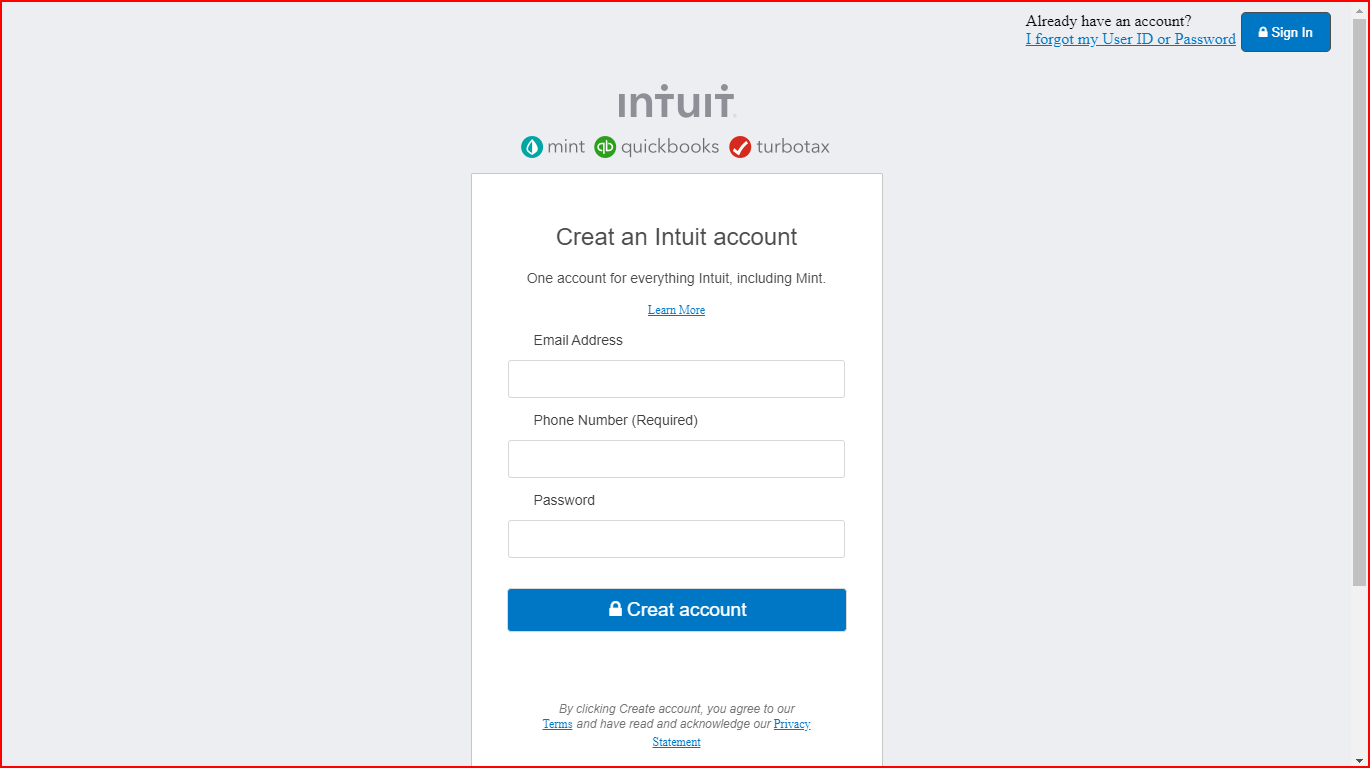 Already have an account?
I forgot my User ID or Password
Sign In
intuit
mint quickbooks turbotax
Creat an Intuit account
One account for everything Intuit, including Mint.
Learn More
Email Address
Phone Number (Required)
Password
Creat account
By clicking Create account, you agree to our
Terms and have read and acknowledge our Privacy
Statement